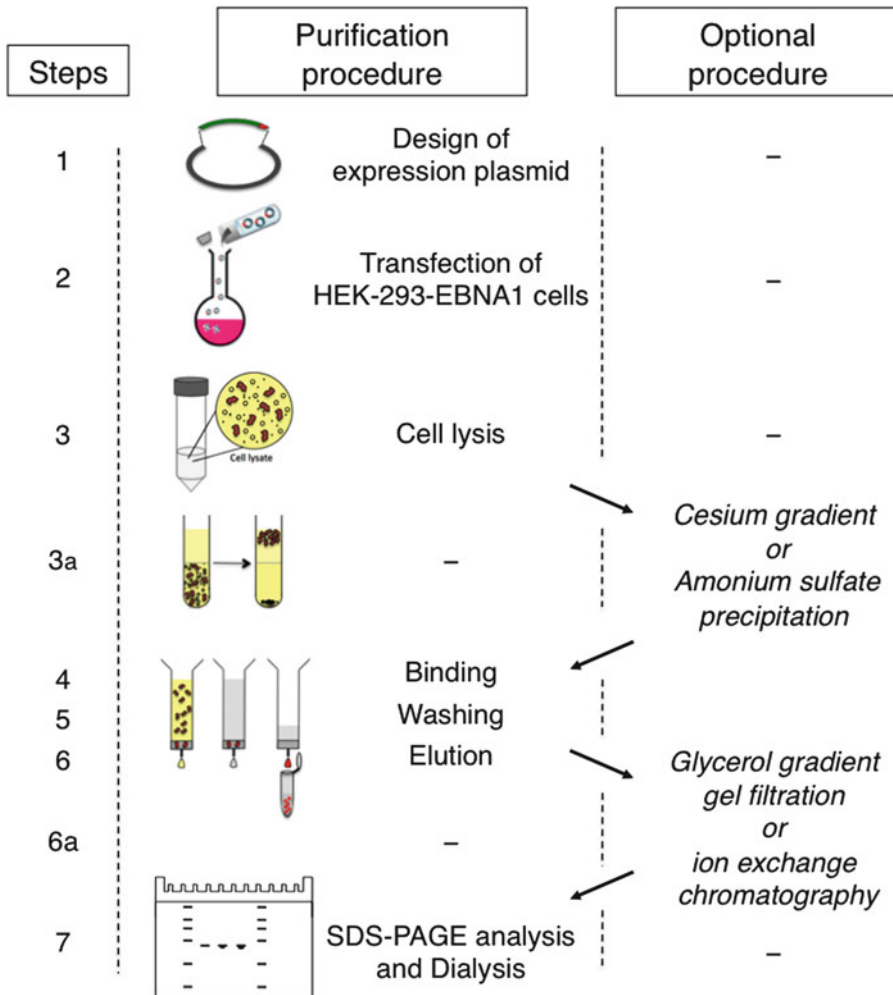 Steps
Purification
procedure
Optional
procedure
1
Design of
expression plasmid
–
2
Transfection of
HEK-293-EBNA1 cells
–
3
Cell lysate
Cell lysis
–
3a
–
Cesium gradient
or
Amonium sulfate
precipitation
4
Binding
5
Washing
6
Elution
Glycerol gradient
gel filtration
or
ion exchange
chromatography
6a
–
7
SDS-PAGE analysis
and Dialysis
–